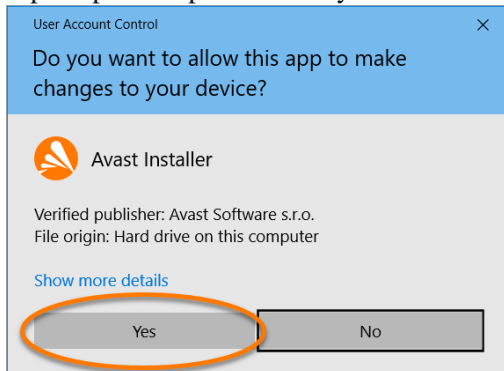 User Account Control
Do you want to allow this app to make
changes to your device?
Avast Installer
Verified publisher: Avast Software s.r.o.
File origin: Hard drive on this computer
Show more details
Yes No